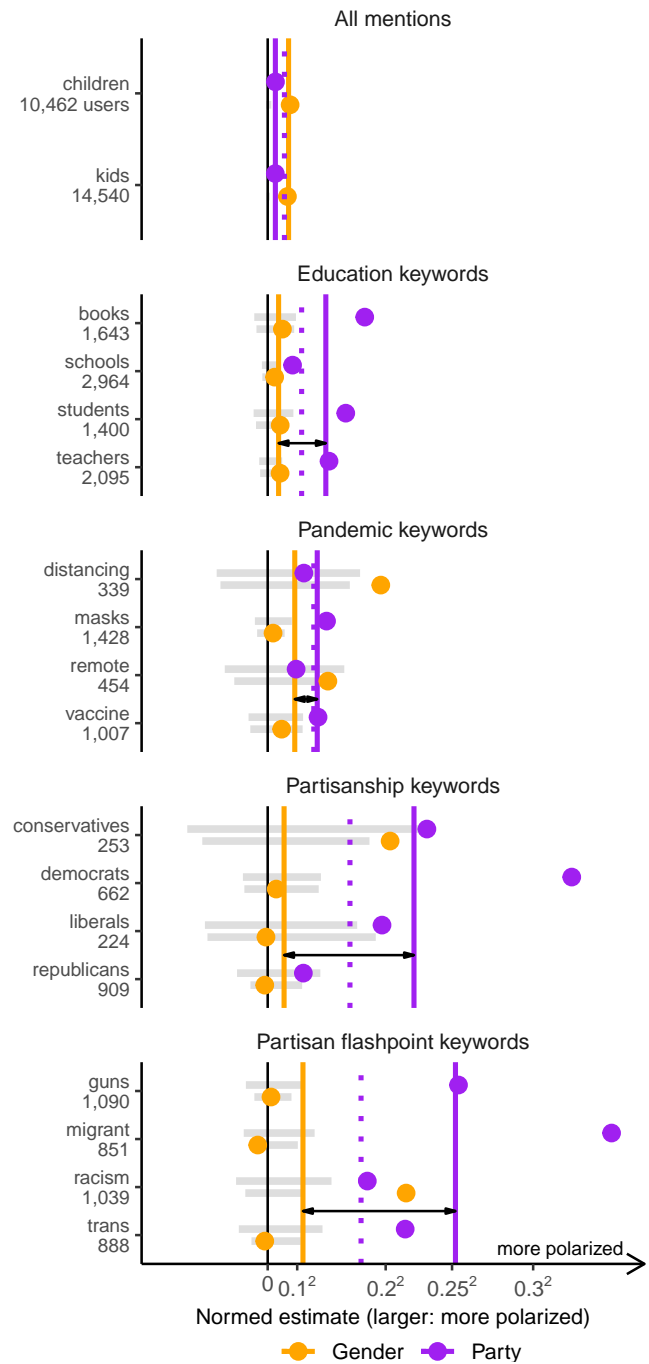 All mentions
children
10,462 users
kids
14,540
Education keywords
books
1,643
schools
2,964
students
1,400
teachers
2,095
Pandemic keywords
distancing
339
masks
1,428
remote
454
vaccine
1,007
Partisanship keywords
conservatives
253
democrats
662
liberals
224
republicans
909
Partisan flashpoint keywords
guns
1,090
migrant
851
racism
1,039
trans
888
more polarized
0 0.1² 0.2² 0.25² 0.3²
Normed estimate (larger: more polarized)
Gender Party